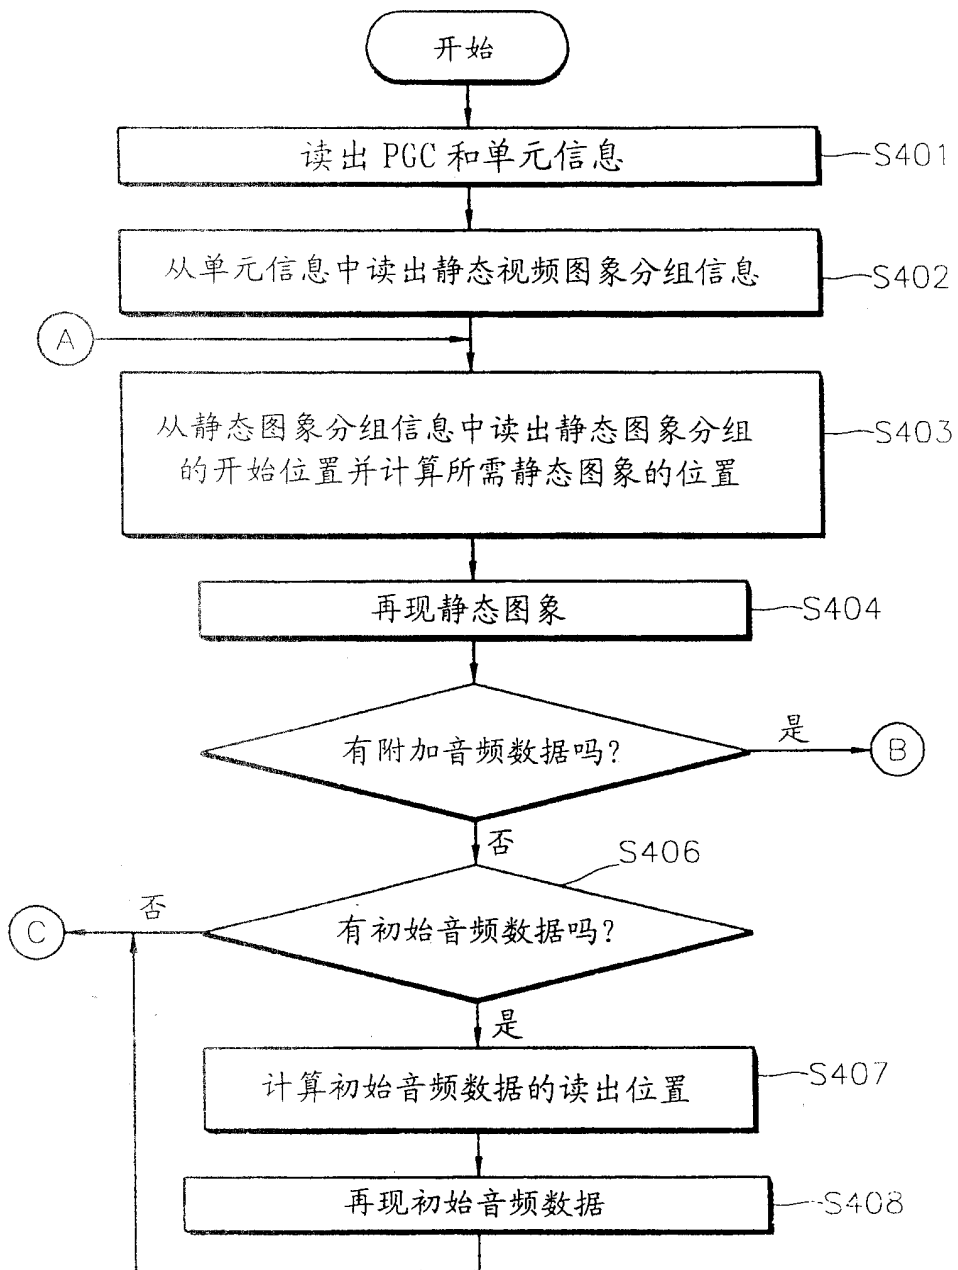 开始
读出 PGC 和单元信息
S401
从单元信息中读出静态视频图象分组信息
S402
A
从静态图象分组信息中读出静态图象分组
的开始位置并计算所需静态图象的位置
S403
再现静态图象
S404
有附加音频数据吗?
是
B
否
S406
有初始音频数据吗?
否
C
是
计算初始音频数据的读出位置
S407
再现初始音频数据
S408